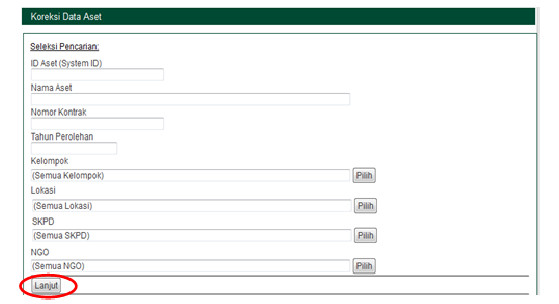 Koreksi Data Aset
Seleksi Pencarian:
ID Aset (System ID)
Nama Aset
Nomor Kontrak
Tahun Perolehan
Kelompok
(Semua Kelompok) Pilih
Lokasi
(Semua Lokasi) Pilih
SKPD
(Semua SKPD) Pilih
NGO
(Semua NGO) Pilih
Lanjut